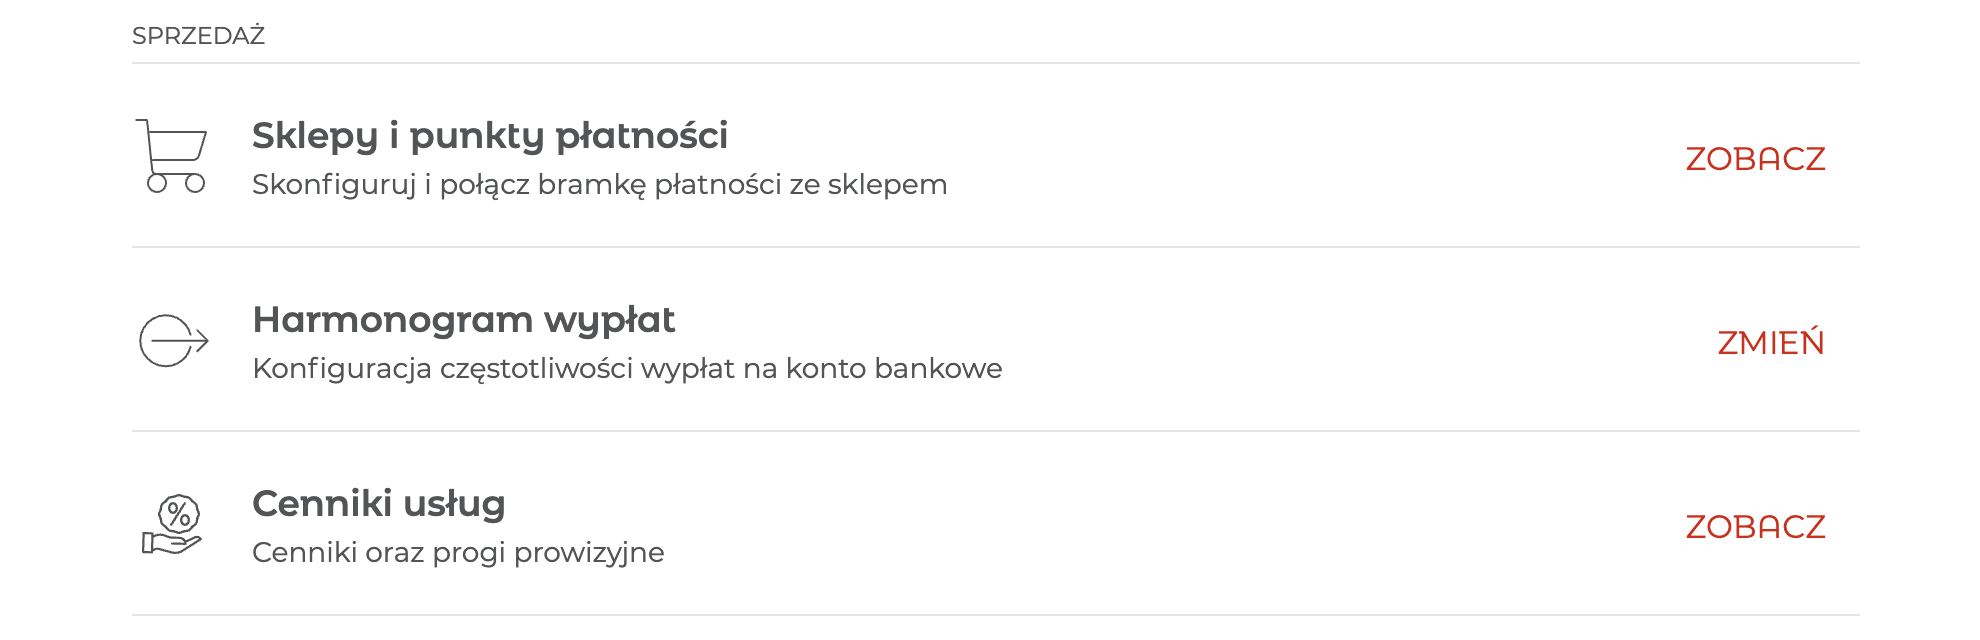 SPRZEDAŻ
Sklepy i punkty płatności
Skonfiguruj i połącz bramkę płatności ze sklepem
ZOBACZ
Harmonogram wypłat
Konfiguracja częstotliwości wypłat na konto bankowe
ZMIEŃ
%
Cenniki usług
Cenniki oraz progi prowizyjne
ZOBACZ